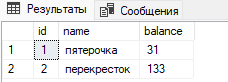 Результаты Сообщения
id name balance
1 1 пятерочка 31
2 2 перекресток 133